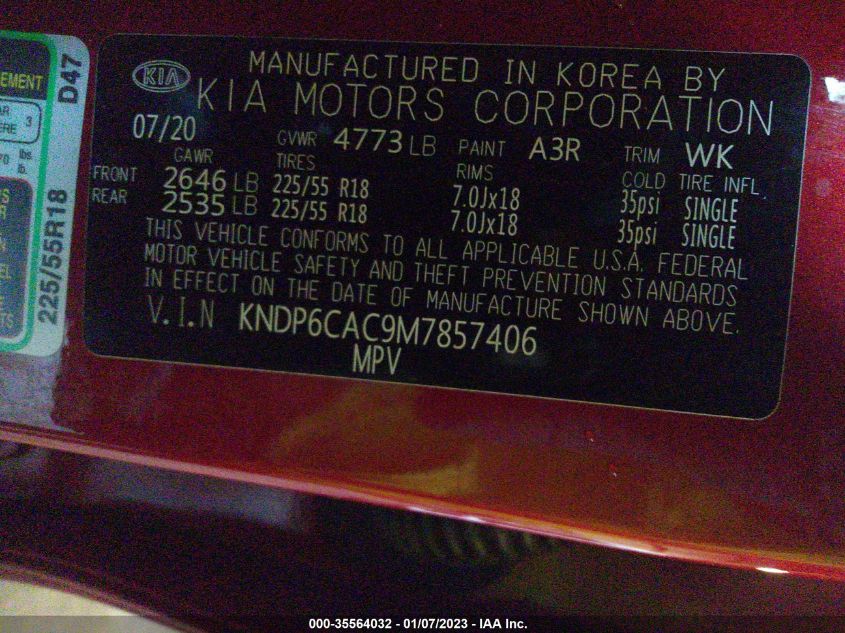 KIA
MANUFACTURED IN KOREA BY
KIA MOTORS CORPORATION
07/20 GVWR 4773 LB PAINT A3R TRIM WK
GAWR TIRES RIMS COLD TIRE INFL.
FRONT 2646 LB 225/55 R18 7.0Jx18 35psi SINGLE
REAR 2535 LB 225/55 R18 7.0Jx18 35psi SINGLE
THIS VEHICLE CONFORMS TO ALL APPLICABLE U.S.A. FEDERAL
MOTOR VEHICLE SAFETY AND THEFT PREVENTION STANDARDS
IN EFFECT ON THE DATE OF MANUFACTURE SHOWN ABOVE.
V.I.N KNDP6CAC9M7857406
MPV
D47
225/55R18
000-35564032 - 01/07/2023 - IAA Inc.